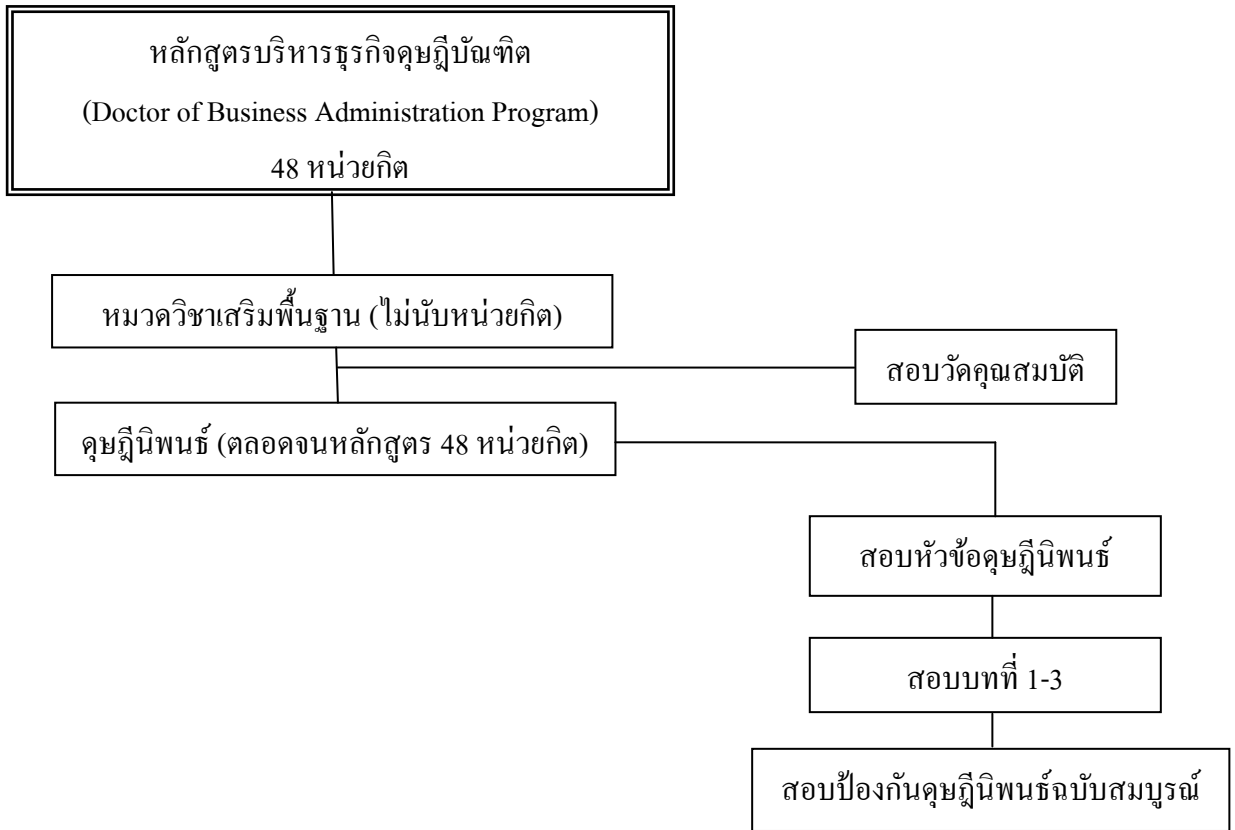 หลักสูตรบริหารธุรกิจดุษฎีบัณฑิต
(Doctor of Business Administration Program)
48 หน่วยกิต
หมวดวิชาเสริมพื้นฐาน (ไม่นับหน่วยกิต)
สอบวัดคุณสมบัติ
ดุษฎีนิพนธ์ (ตลอดจนหลักสูตร 48 หน่วยกิต)
สอบหัวข้อดุษฎีนิพนธ์
สอบบทที่ 1-3
สอบป้องกันดุษฎีนิพนธ์ฉบับสมบูรณ์